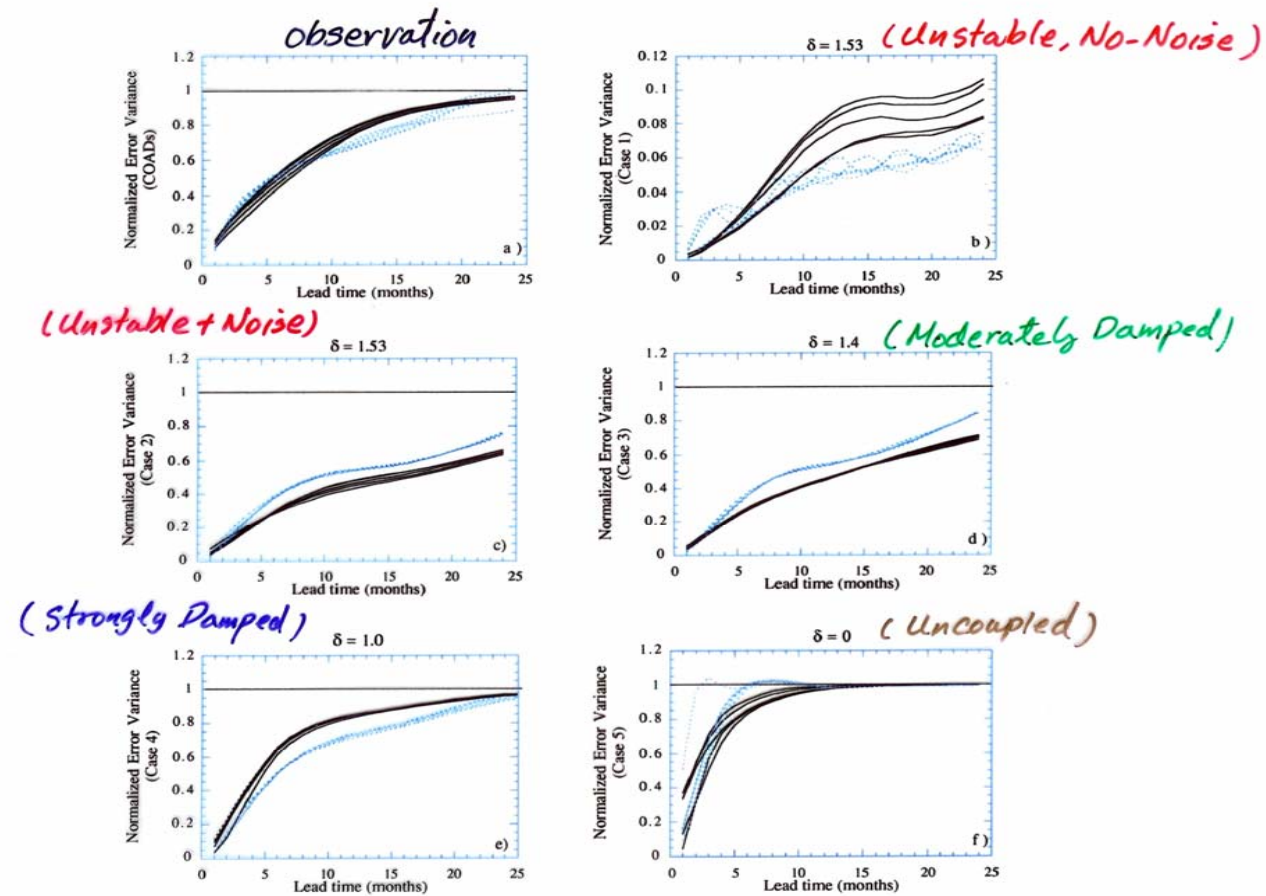 observation
1.2
1
0.8
0.6
0.4
0.2
0
Normalized Error Variance
(COADs)
a )
0 5 10 15 20 25
Lead time (months)
δ = 1.53 (Unstable, No-Noise)
0.12
0.1
0.08
0.06
0.04
0.02
0
Normalized Error Variance
(Case 1)
b )
0 5 10 15 20 25
Lead time (months)
(Unstable + Noise)
δ = 1.53
1.2
1
0.8
0.6
0.4
0.2
0
Normalized Error Variance
(Case 2)
c)
0 5 10 15 20 25
Lead time (months)
δ = 1.4 (Moderately Damped)
1.2
1
0.8
0.6
0.4
0.2
0
Normalized Error Variance
(Case 3)
d )
0 5 10 15 20 25
Lead time (months)
(Strongly Damped)
δ = 1.0
1.2
1
0.8
0.6
0.4
0.2
0
Normalized Error Variance
(Case 4)
e)
0 5 10 15 20 25
Lead time (months)
δ = 0 (Uncoupled)
1.2
1
0.8
0.6
0.4
0.2
0
Normalized Error Variance
(Case 5)
f )
0 5 10 15 20 25
Lead time (months)